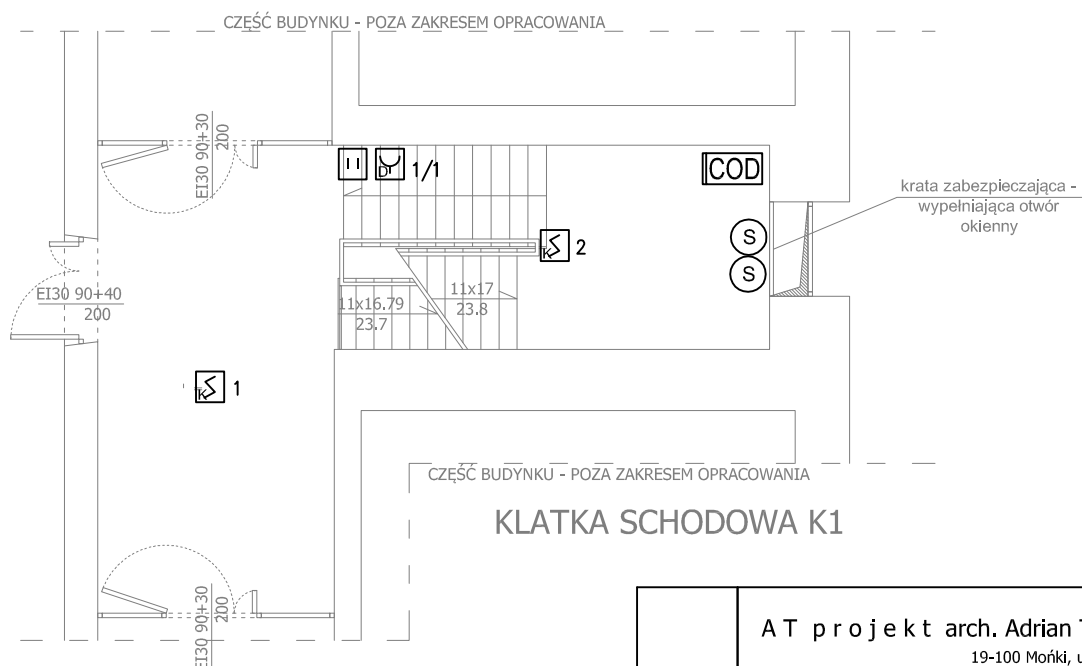 CZĘŚĆ BUDYNKU - POZA ZAKRESEM OPRACOWANIA
EI30 90+30
200
D
1/1
COD
krata zabezpieczająca -
wypełniająca otwór
okienny
S
K
2
S
EI30 90+40
200
11x16.79
23.7
11x17
23.8
K
1
CZĘŚĆ BUDYNKU - POZA ZAKRESEM OPRACOWANIA
KLATKA SCHODOWA K1
EI30 90+30
200
AT projekt arch. Adrian
19-100 Mońki,